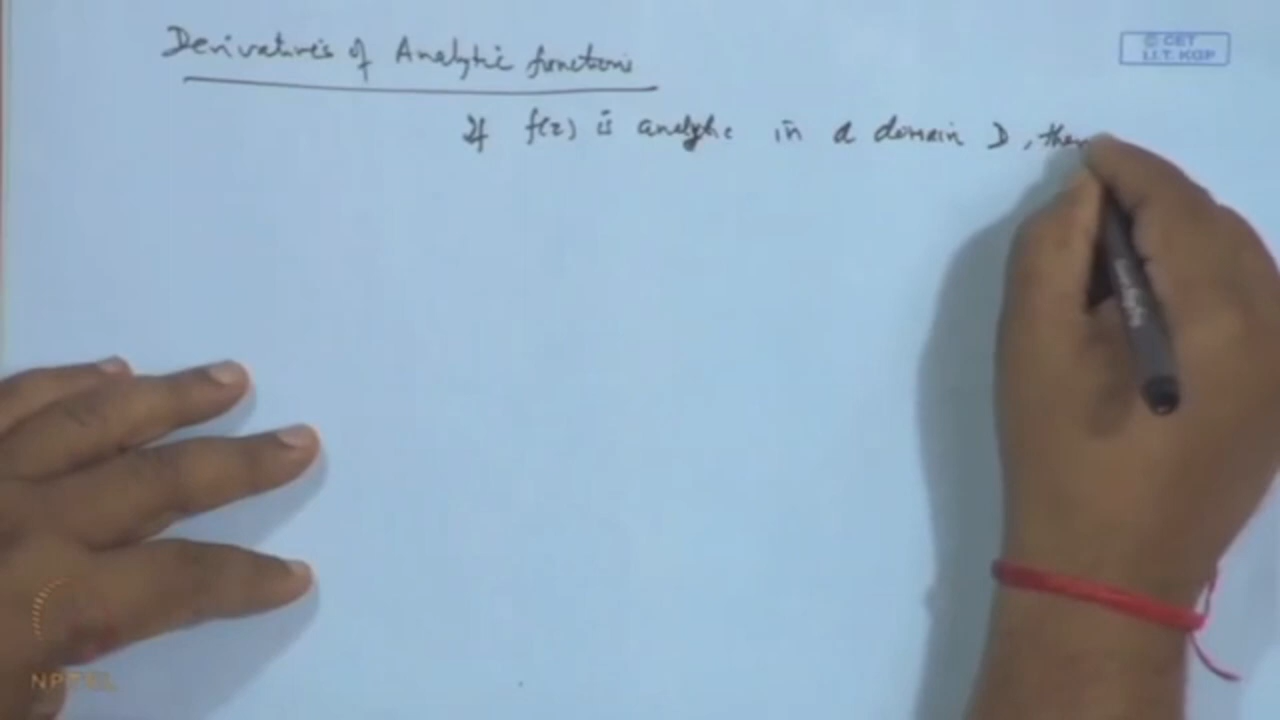 Derivatives of Analytic functions
© CET
I.I.T. KGP
If f(z) is analytic in a domain D, then
NPTEL